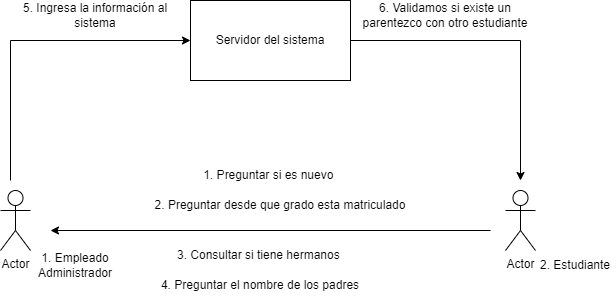 5. Ingresa la información al
sistema
Servidor del sistema
6. Validamos si existe un
parentezco con otro estudiante
1. Preguntar si es nuevo
2. Preguntar desde que grado esta matriculado
3. Consultar si tiene hermanos
4. Preguntar el nombre de los padres
Actor
1. Empleado
Administrador
Actor
2. Estudiante